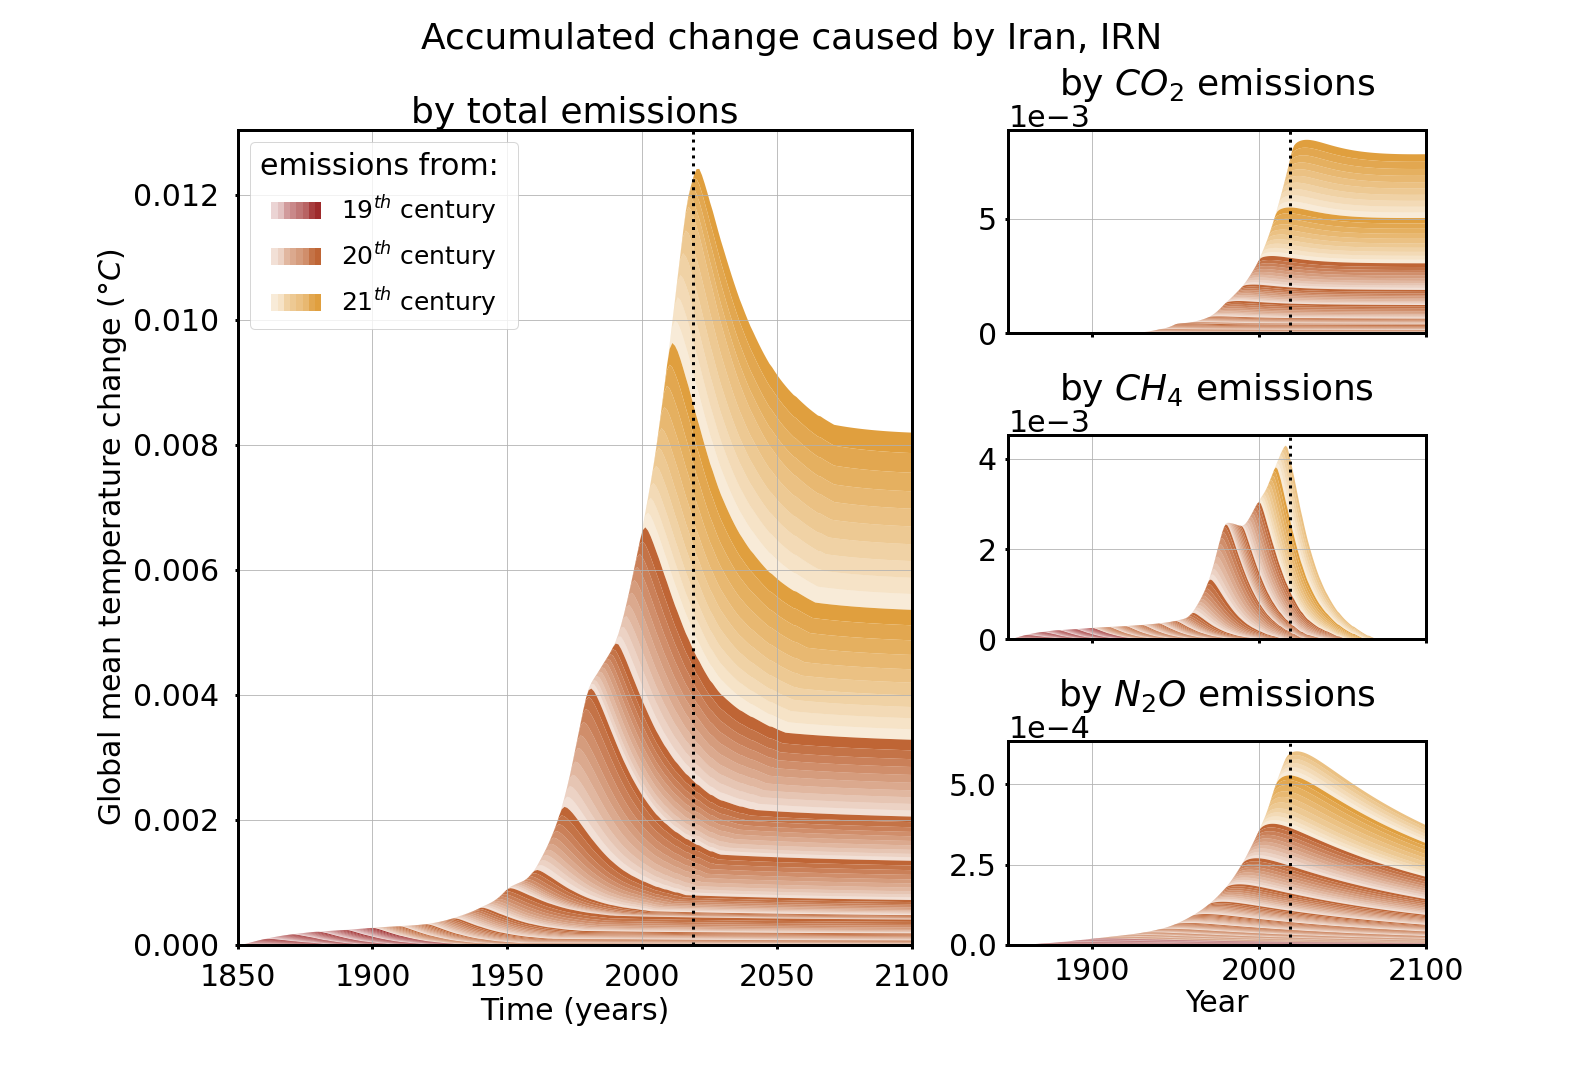 Accumulated change caused by Iran, IRN
by total emissions
emissions from:
19th century
20th century
21th century
Global mean temperature change (°C)
0.012
0.010
0.008
0.006
0.004
0.002
0.000
1850 1900 1950 2000 2050 2100
Time (years)
by CO₂ emissions
1e−3
5
0
by CH₄ emissions
1e−3
4
2
0
by N₂O emissions
1e−4
5.0
2.5
0.0
1900 2000 2100
Year